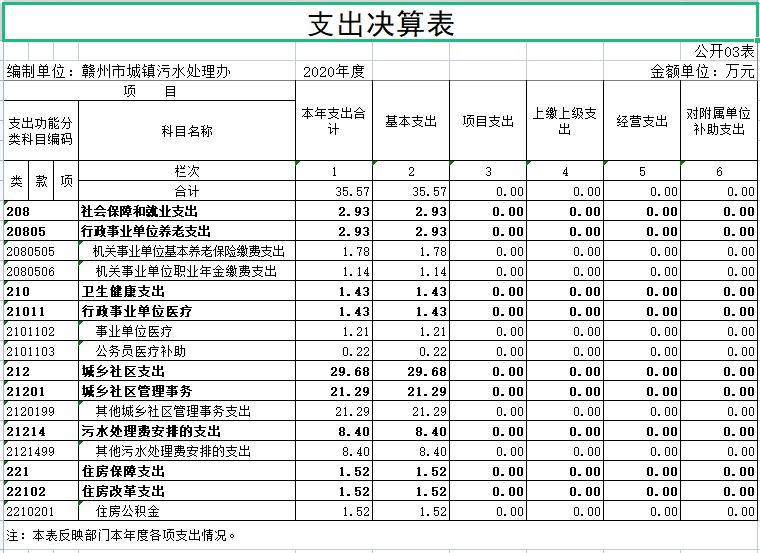 支出决算表
公开03表
编制单位：赣州市城镇污水处理办 2020年度 金额单位：万元
项 目 本年支出合计 基本支出 项目支出 上缴上级支出 经营支出 对附属单位补助支出
支出功能分类科目编码 科目名称
类 款 项 栏次 1 2 3 4 5 6
合计 35.57 35.57 0.00 0.00 0.00 0.00
208 社会保障和就业支出 2.93 2.93 0.00 0.00 0.00 0.00
20805 行政事业单位养老支出 2.93 2.93 0.00 0.00 0.00 0.00
2080505 机关事业单位基本养老保险缴费支出 1.78 1.78 0.00 0.00 0.00 0.00
2080506 机关事业单位职业年金缴费支出 1.14 1.14 0.00 0.00 0.00 0.00
210 卫生健康支出 1.43 1.43 0.00 0.00 0.00 0.00
21011 行政事业单位医疗 1.43 1.43 0.00 0.00 0.00 0.00
2101102 事业单位医疗 1.21 1.21 0.00 0.00 0.00 0.00
2101103 公务员医疗补助 0.22 0.22 0.00 0.00 0.00 0.00
212 城乡社区支出 29.68 29.68 0.00 0.00 0.00 0.00
21201 城乡社区管理事务 21.29 21.29 0.00 0.00 0.00 0.00
2120199 其他城乡社区管理事务支出 21.29 21.29 0.00 0.00 0.00 0.00
21214 污水处理费安排的支出 8.40 8.40 0.00 0.00 0.00 0.00
2121499 其他污水处理费安排的支出 8.40 8.40 0.00 0.00 0.00 0.00
221 住房保障支出 1.52 1.52 0.00 0.00 0.00 0.00
22102 住房改革支出 1.52 1.52 0.00 0.00 0.00 0.00
2210201 住房公积金 1.52 1.52 0.00 0.00 0.00 0.00
注：本表反映部门本年度各项支出情况。